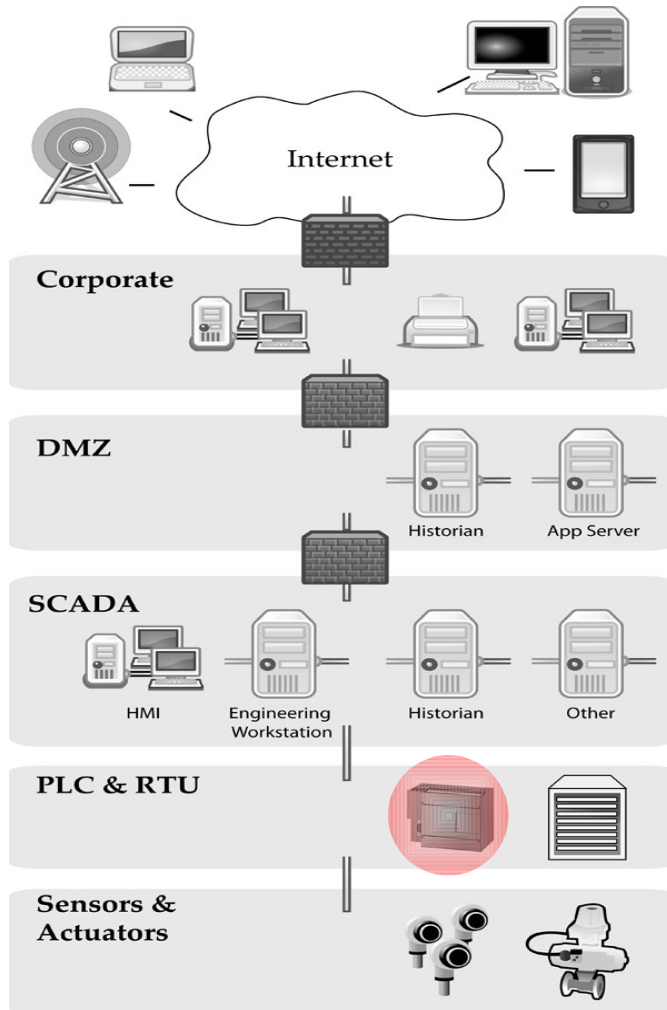 Internet
Corporate
DMZ
Historian
App Server
SCADA
HMI
Engineering
Workstation
Historian
Other
PLC & RTU
Sensors &
Actuators